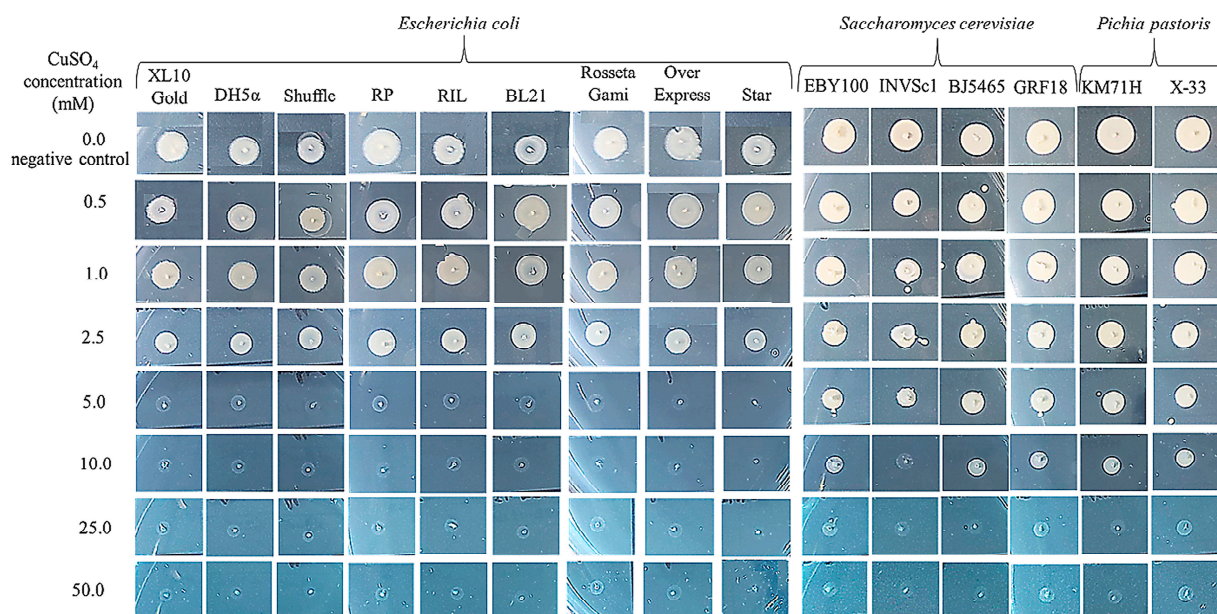 Escherichia coli
Saccharomyces cerevisiae
Pichia pastoris
CuSO₄
concentration
(mM)
XL10
Gold
DH5α
Shuffle
RP
RIL
BL21
Rosseta
Gami
Over
Express
Star
EBY100
INVSc1
BJ5465
GRF18
KM71H
X-33
0.0
negative control
0.5
1.0
2.5
5.0
10.0
25.0
50.0